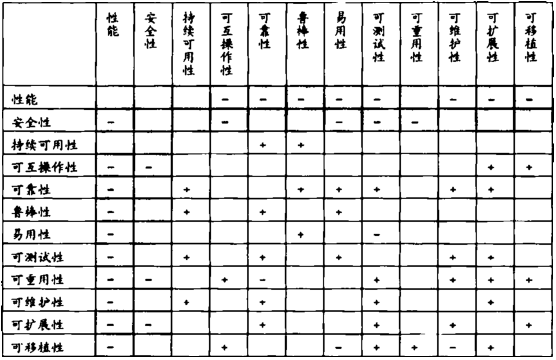 性能 安全性 持续可用性 可互操作性 可靠性 鲁棒性 易用性 可测试性 可重用性 可维护性 可扩展性 可移植性
性能 - - - - - - - -
安全性 - - - - -
持续可用性 + +
可互操作性 - - + +
可靠性 - + + + + + +
鲁棒性 - + + +
易用性 - + -
可测试性 - + + + + +
可重用性 - - + - + + + +
可维护性 - + + + +
可扩展性 - - + + + +
可移植性 - + - + + - +